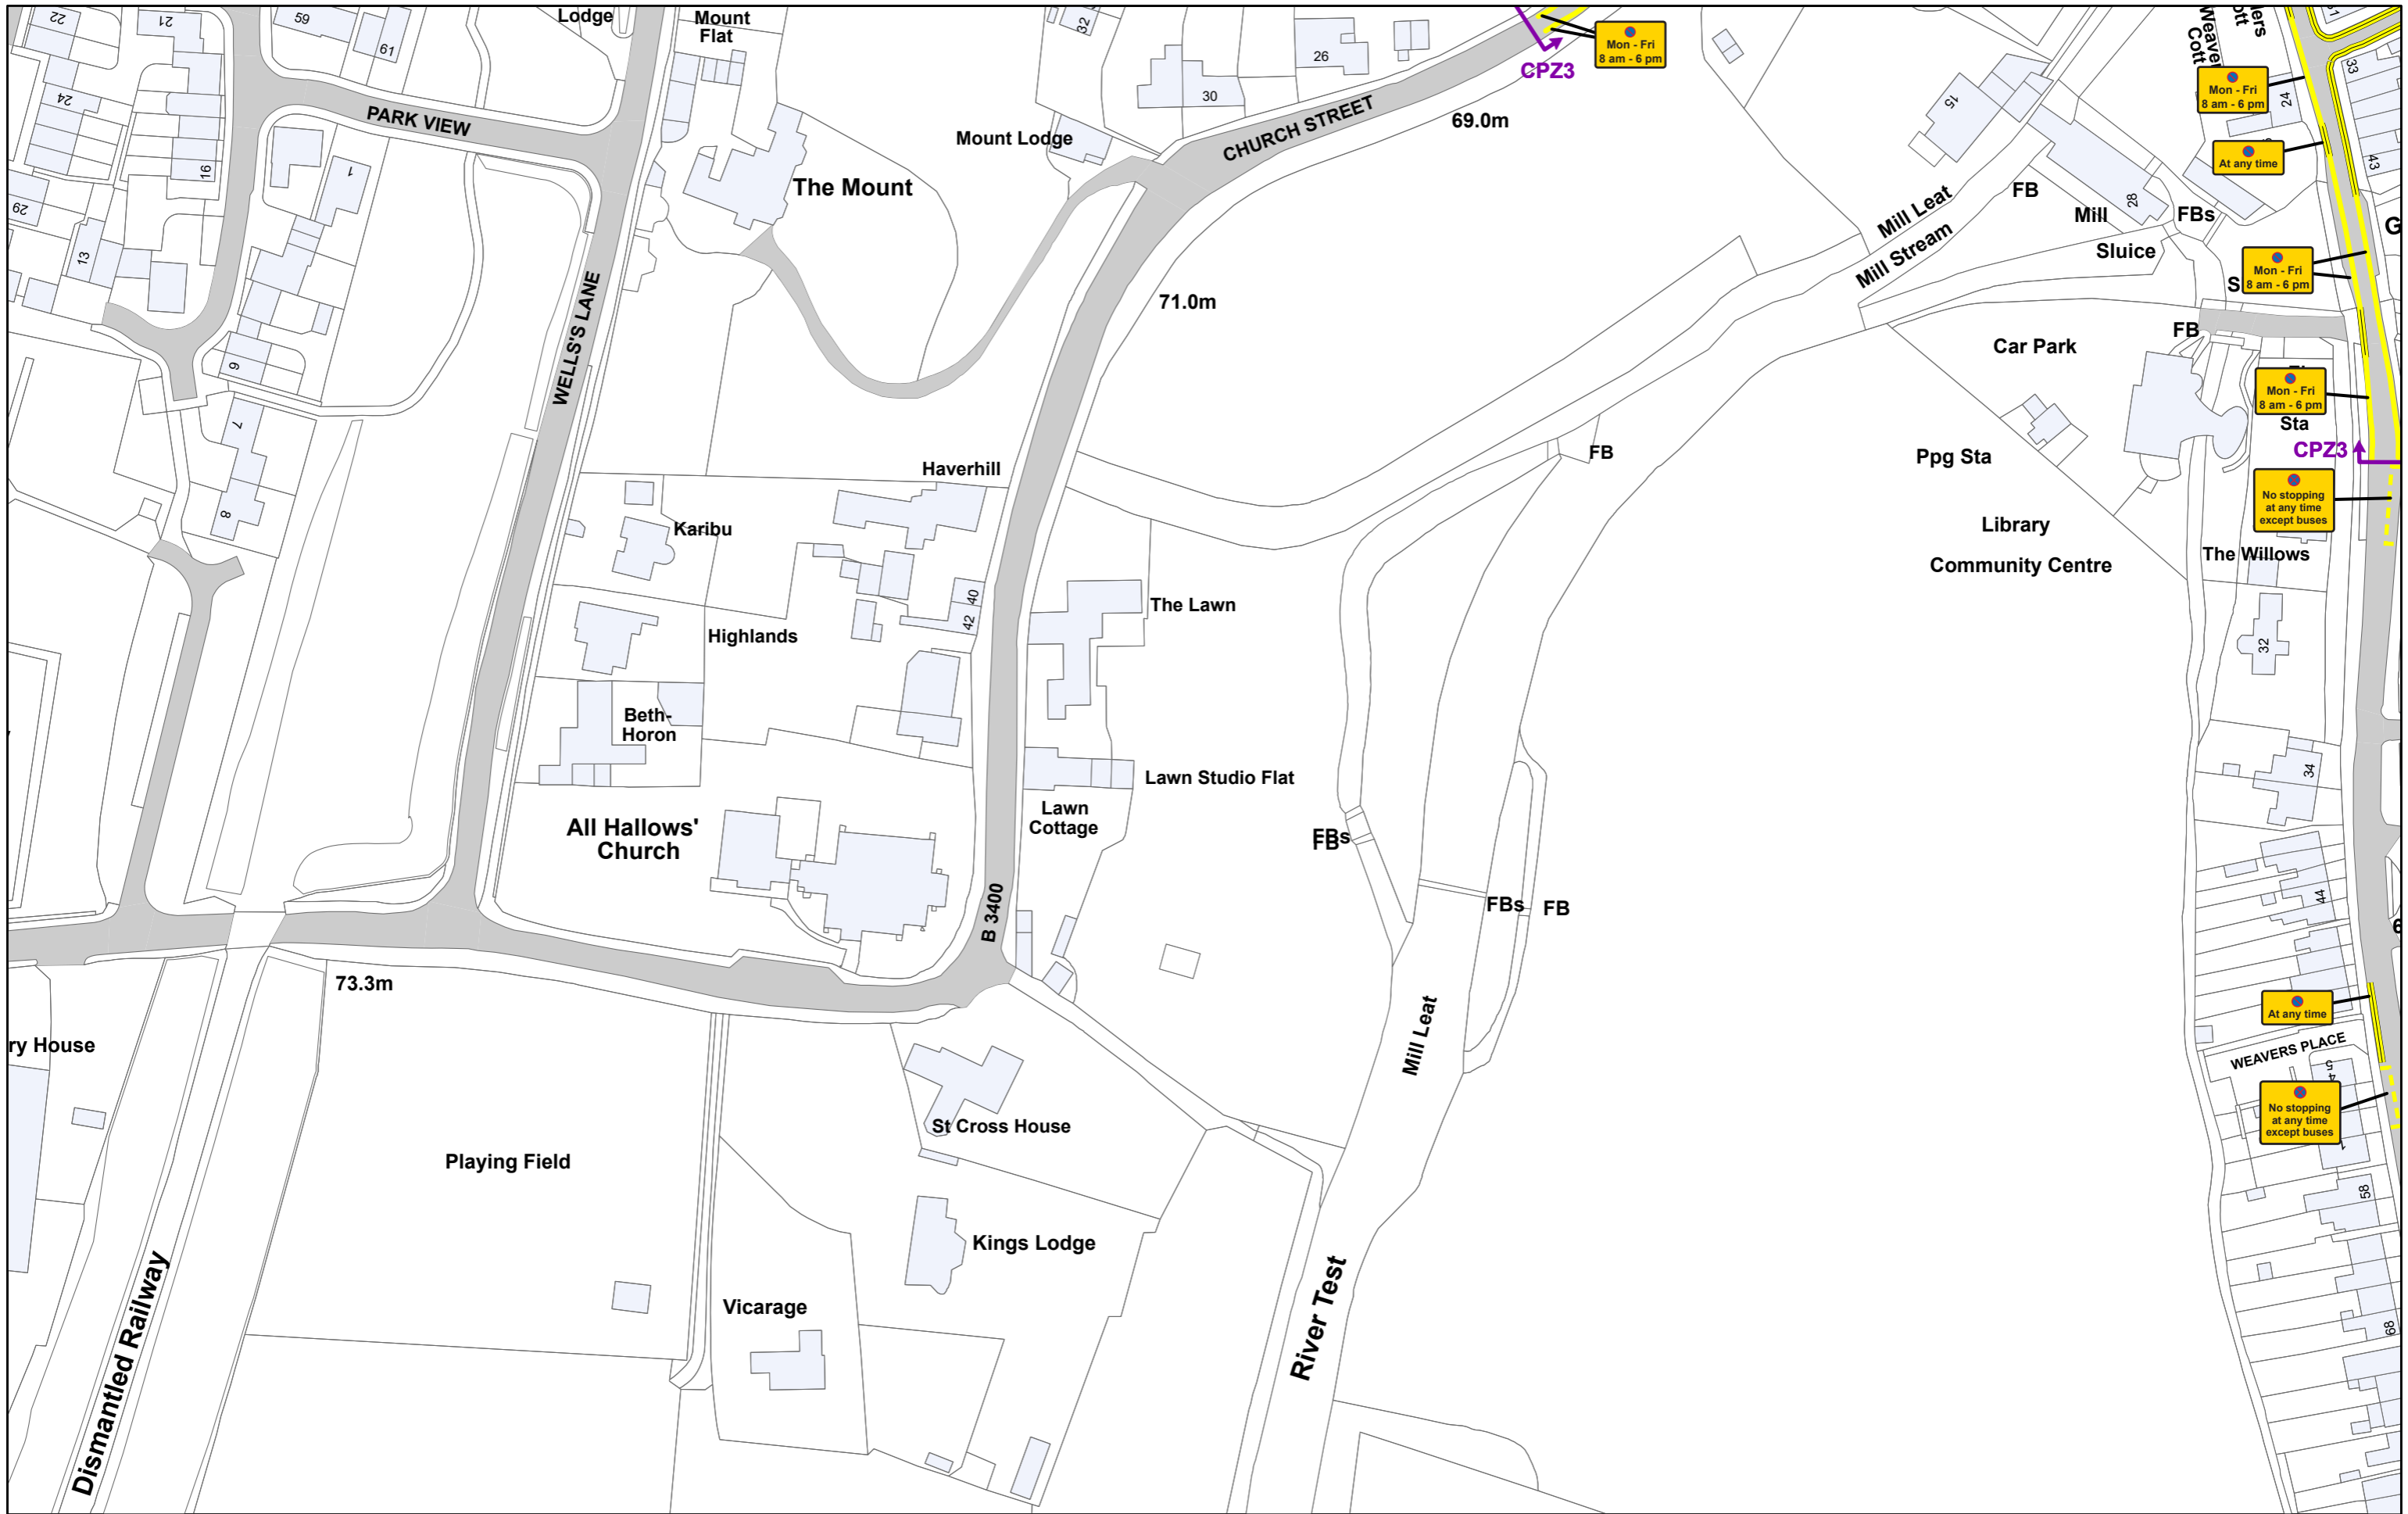 22
21
59
61
Lodge
Mount
Flat
32
26
30
Mon - Fri
8 am - 6 pm
CPZ3
33
24
Mon - Fri
8 am - 6 pm
At any time
43
24
PARK VIEW
CHURCH STREET
69.0m
Mount Lodge
15
16
1
The Mount
29
13
FB
Mill
28
FBs
Mill Leat
Mill Stream
Sluice
G
S
Mon - Fri
8 am - 6 pm
71.0m
WELLS'S LANE
FB
Car Park
6
Mon - Fri
8 am - 6 pm
Sta
CPZ3
7
Haverhill
FB
Ppg Sta
No stopping
at any time
except buses
8
Karibu
Library
The Willows
Community Centre
40
42
The Lawn
Highlands
32
Beth-
Horon
Lawn Studio Flat
34
Lawn
Cottage
All Hallows'
Church
FBs
FB
44
B 3400
FBs
FB
6
73.3m
At any time
Mill Leat
ry House
WEAVERS PLACE
5
4
No stopping
at any time
except buses
1
St Cross House
Playing Field
58
Kings Lodge
Vicarage
River Test
68
Dismantled Railway